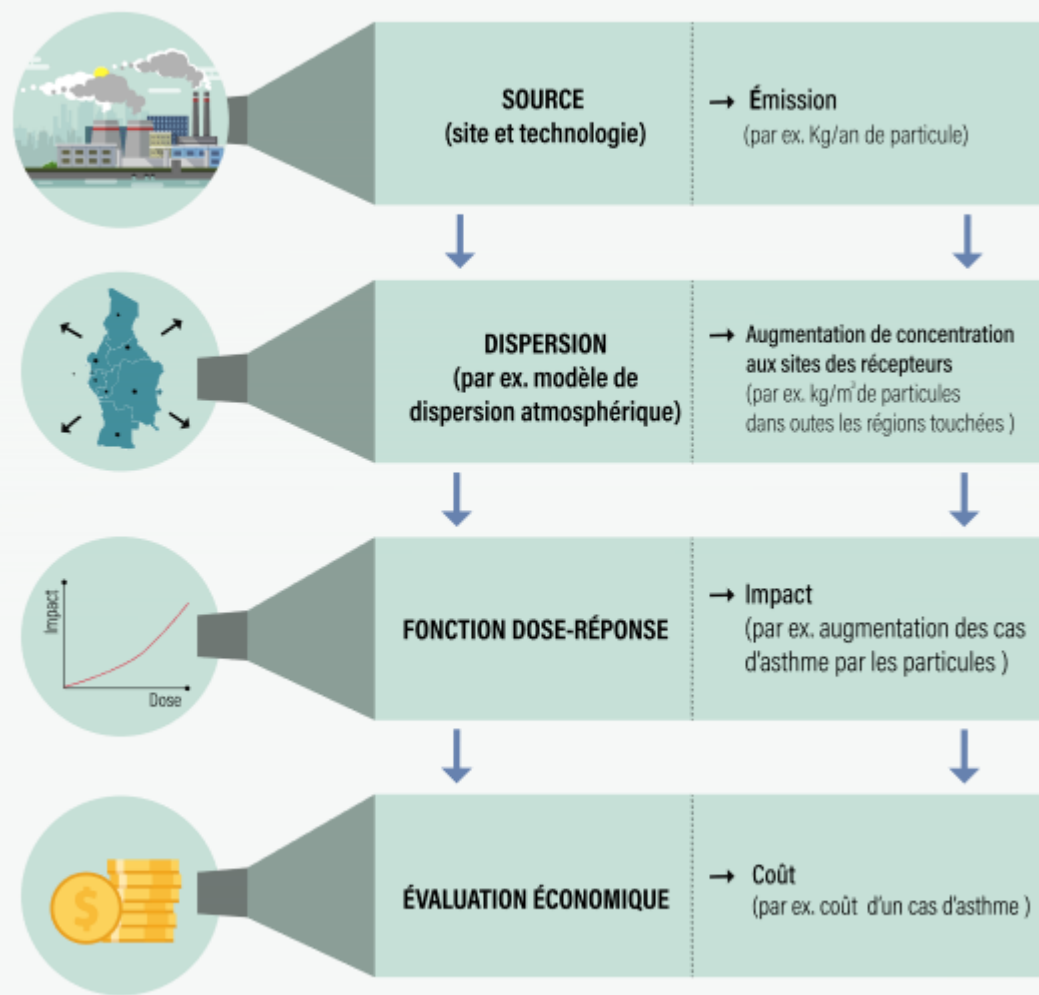 SOURCE
(site et technologie)
→ Émission
(par ex. Kg/an de particule)
DISPERSION
(par ex. modèle de
dispersion atmosphérique)
→ Augmentation de concentration
aux sites des récepteurs
(par ex. kg/m³de particules
dans outes les régions touchées )
Impact
Dose
FONCTION DOSE-RÉPONSE
→ Impact
(par ex. augmentation des cas
d'asthme par les particules )
$
ÉVALUATION ÉCONOMIQUE
→ Coût
(par ex. coût d'un cas d'asthme )